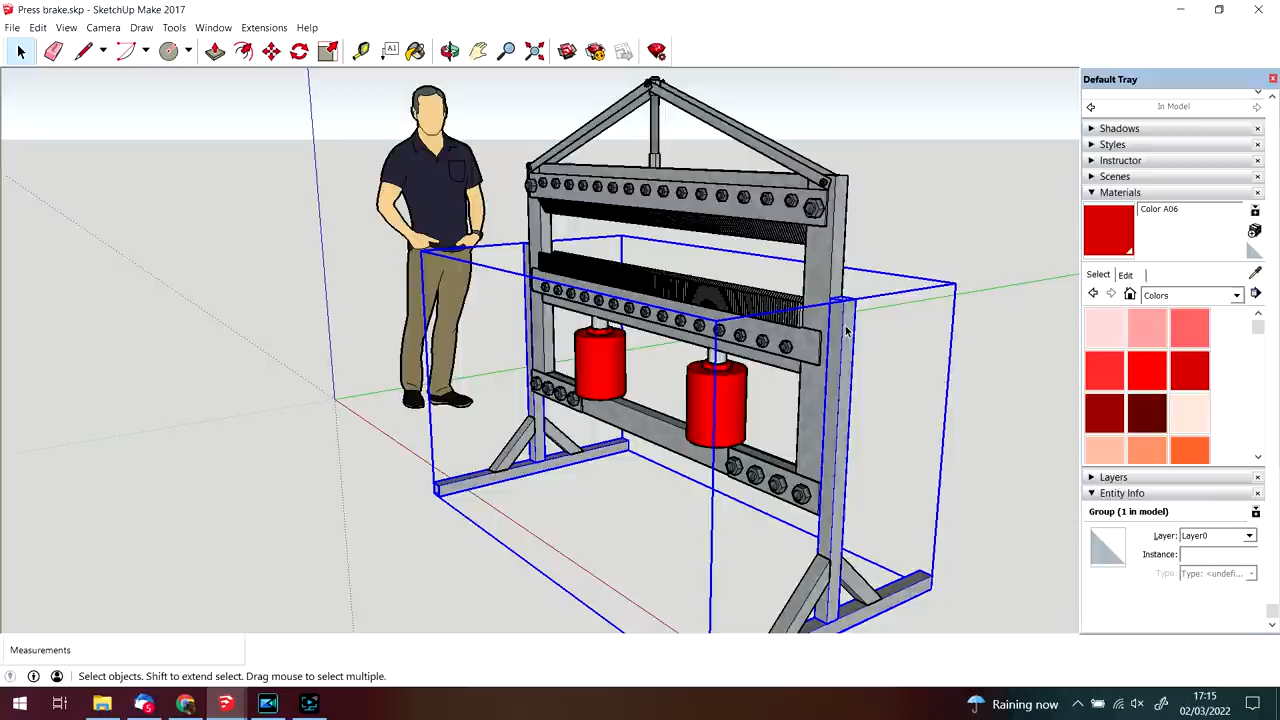 Press brake.skp - SketchUp Make 2017
File Edit View Camera Draw Tools Window Extensions Help
A1
Default Tray
In Model
Shadows
Styles
Instructor
Scenes
Materials
Color A06
Select Edit
Colors
Layers
Entity Info
Group (1 in model)
Layer: Layer0
Instance:
Type: Type: <undefi...
Measurements
Select objects. Shift to extend select. Drag mouse to select multiple.
Raining now
17:15
02/03/2022